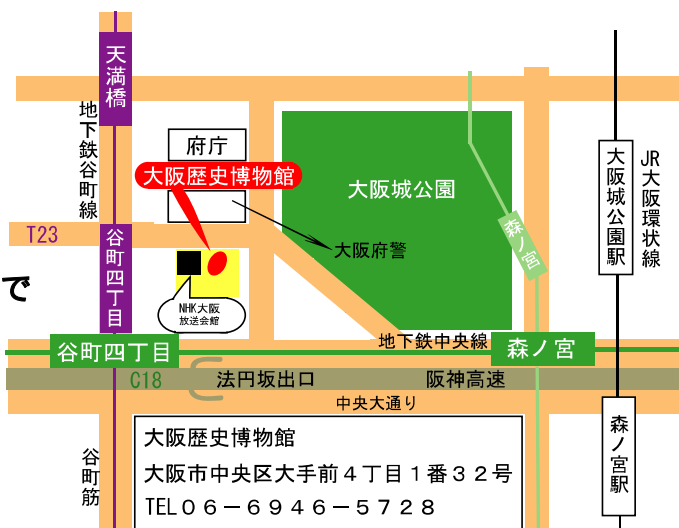 天満橋
地下鉄谷町線
府庁
大阪歴史博物館
大阪城公園
大阪城公園駅
JR大阪環状線
T23
谷町四丁目
大阪府警
森ノ宮
で
NHK大阪
放送会館
地下鉄中央線
谷町四丁目
森ノ宮
C18
法円坂出口
阪神高速
中央大通り
森ノ宮駅
谷町筋
大阪歴史博物館
大阪市中央区大手前４丁目１番３２号
TEL０６－６９４６－５７２８